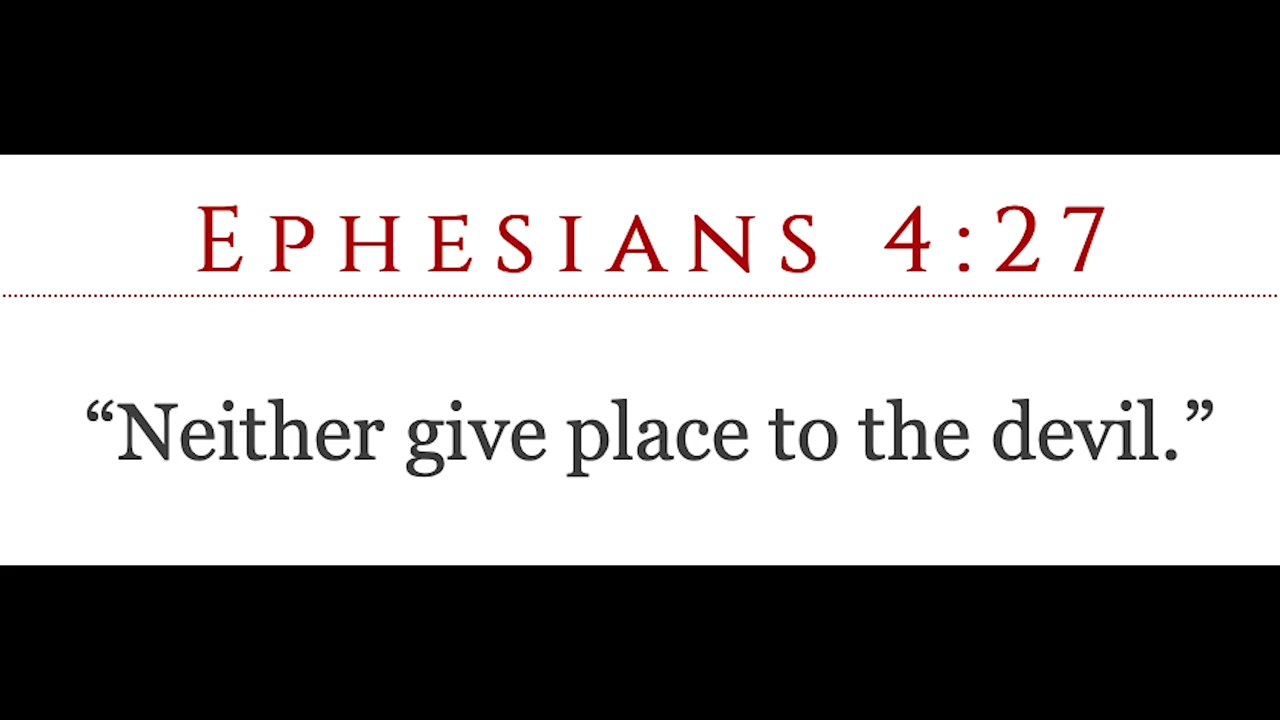 Ephesians 4:27
“Neither give place to the devil.”